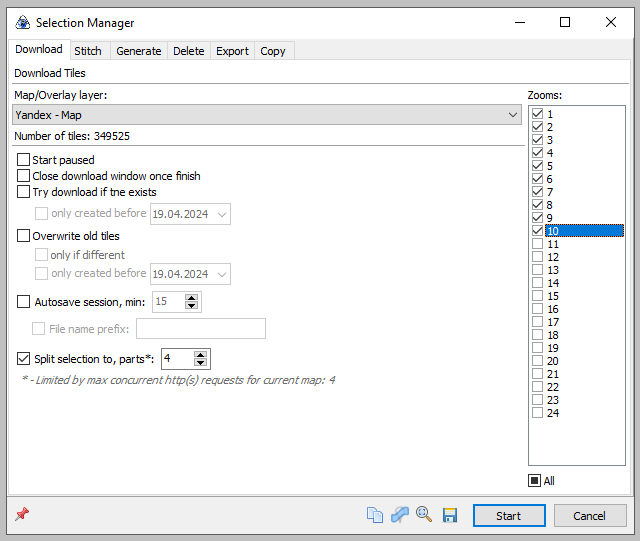 Selection Manager
Download Stitch Generate Delete Export Copy
Download Tiles
Map/Overlay layer:
Yandex - Map
Number of tiles: 349525
Start paused
Close download window once finish
Try download if tne exists
only created before 19.04.2024
Overwrite old tiles
only if different
only created before 19.04.2024
Autosave session, min: 15
File name prefix:
Split selection to, parts*: 4
* - Limited by max concurrent http(s) requests for current map: 4
Zooms:
1
2
3
4
5
6
7
8
9
10
11
12
13
14
15
16
17
18
19
20
21
22
23
24
All
Start Cancel